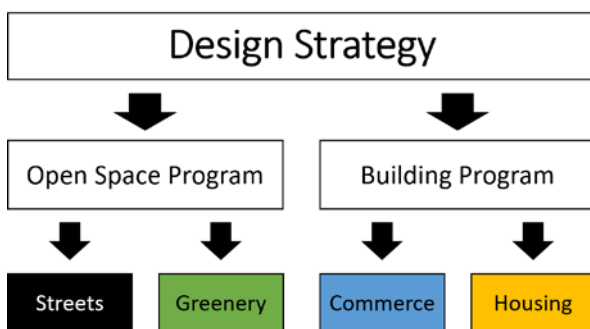 Design Strategy
Open Space Program
Building Program
Streets
Greenery
Commerce
Housing